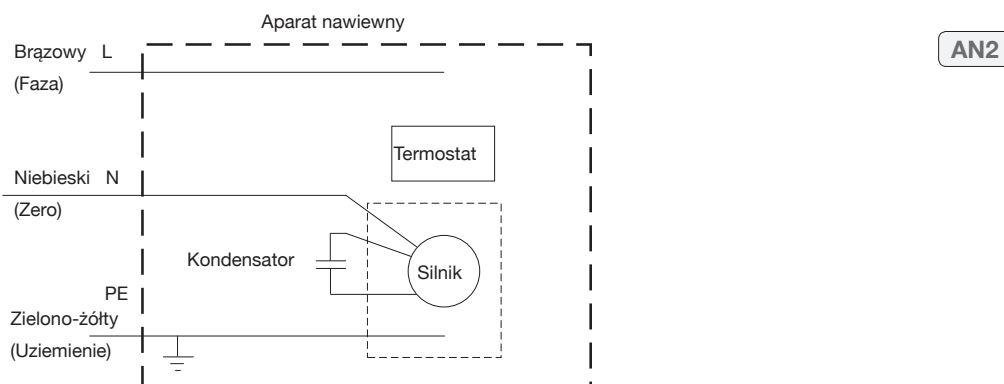 Aparat nawiewny
AN2
Brązowy L
(Faza)
Termostat
Niebieski N
(Zero)
Kondensator
Silnik
PE
Zielono-żółty
(Uziemienie)